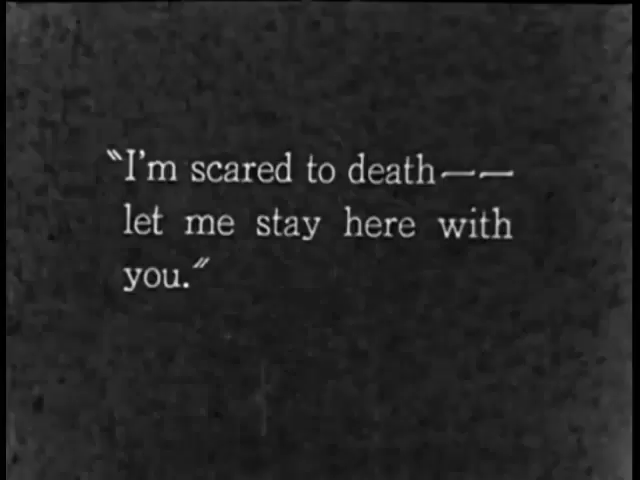 "I'm scared to death——
let me stay here with
you."